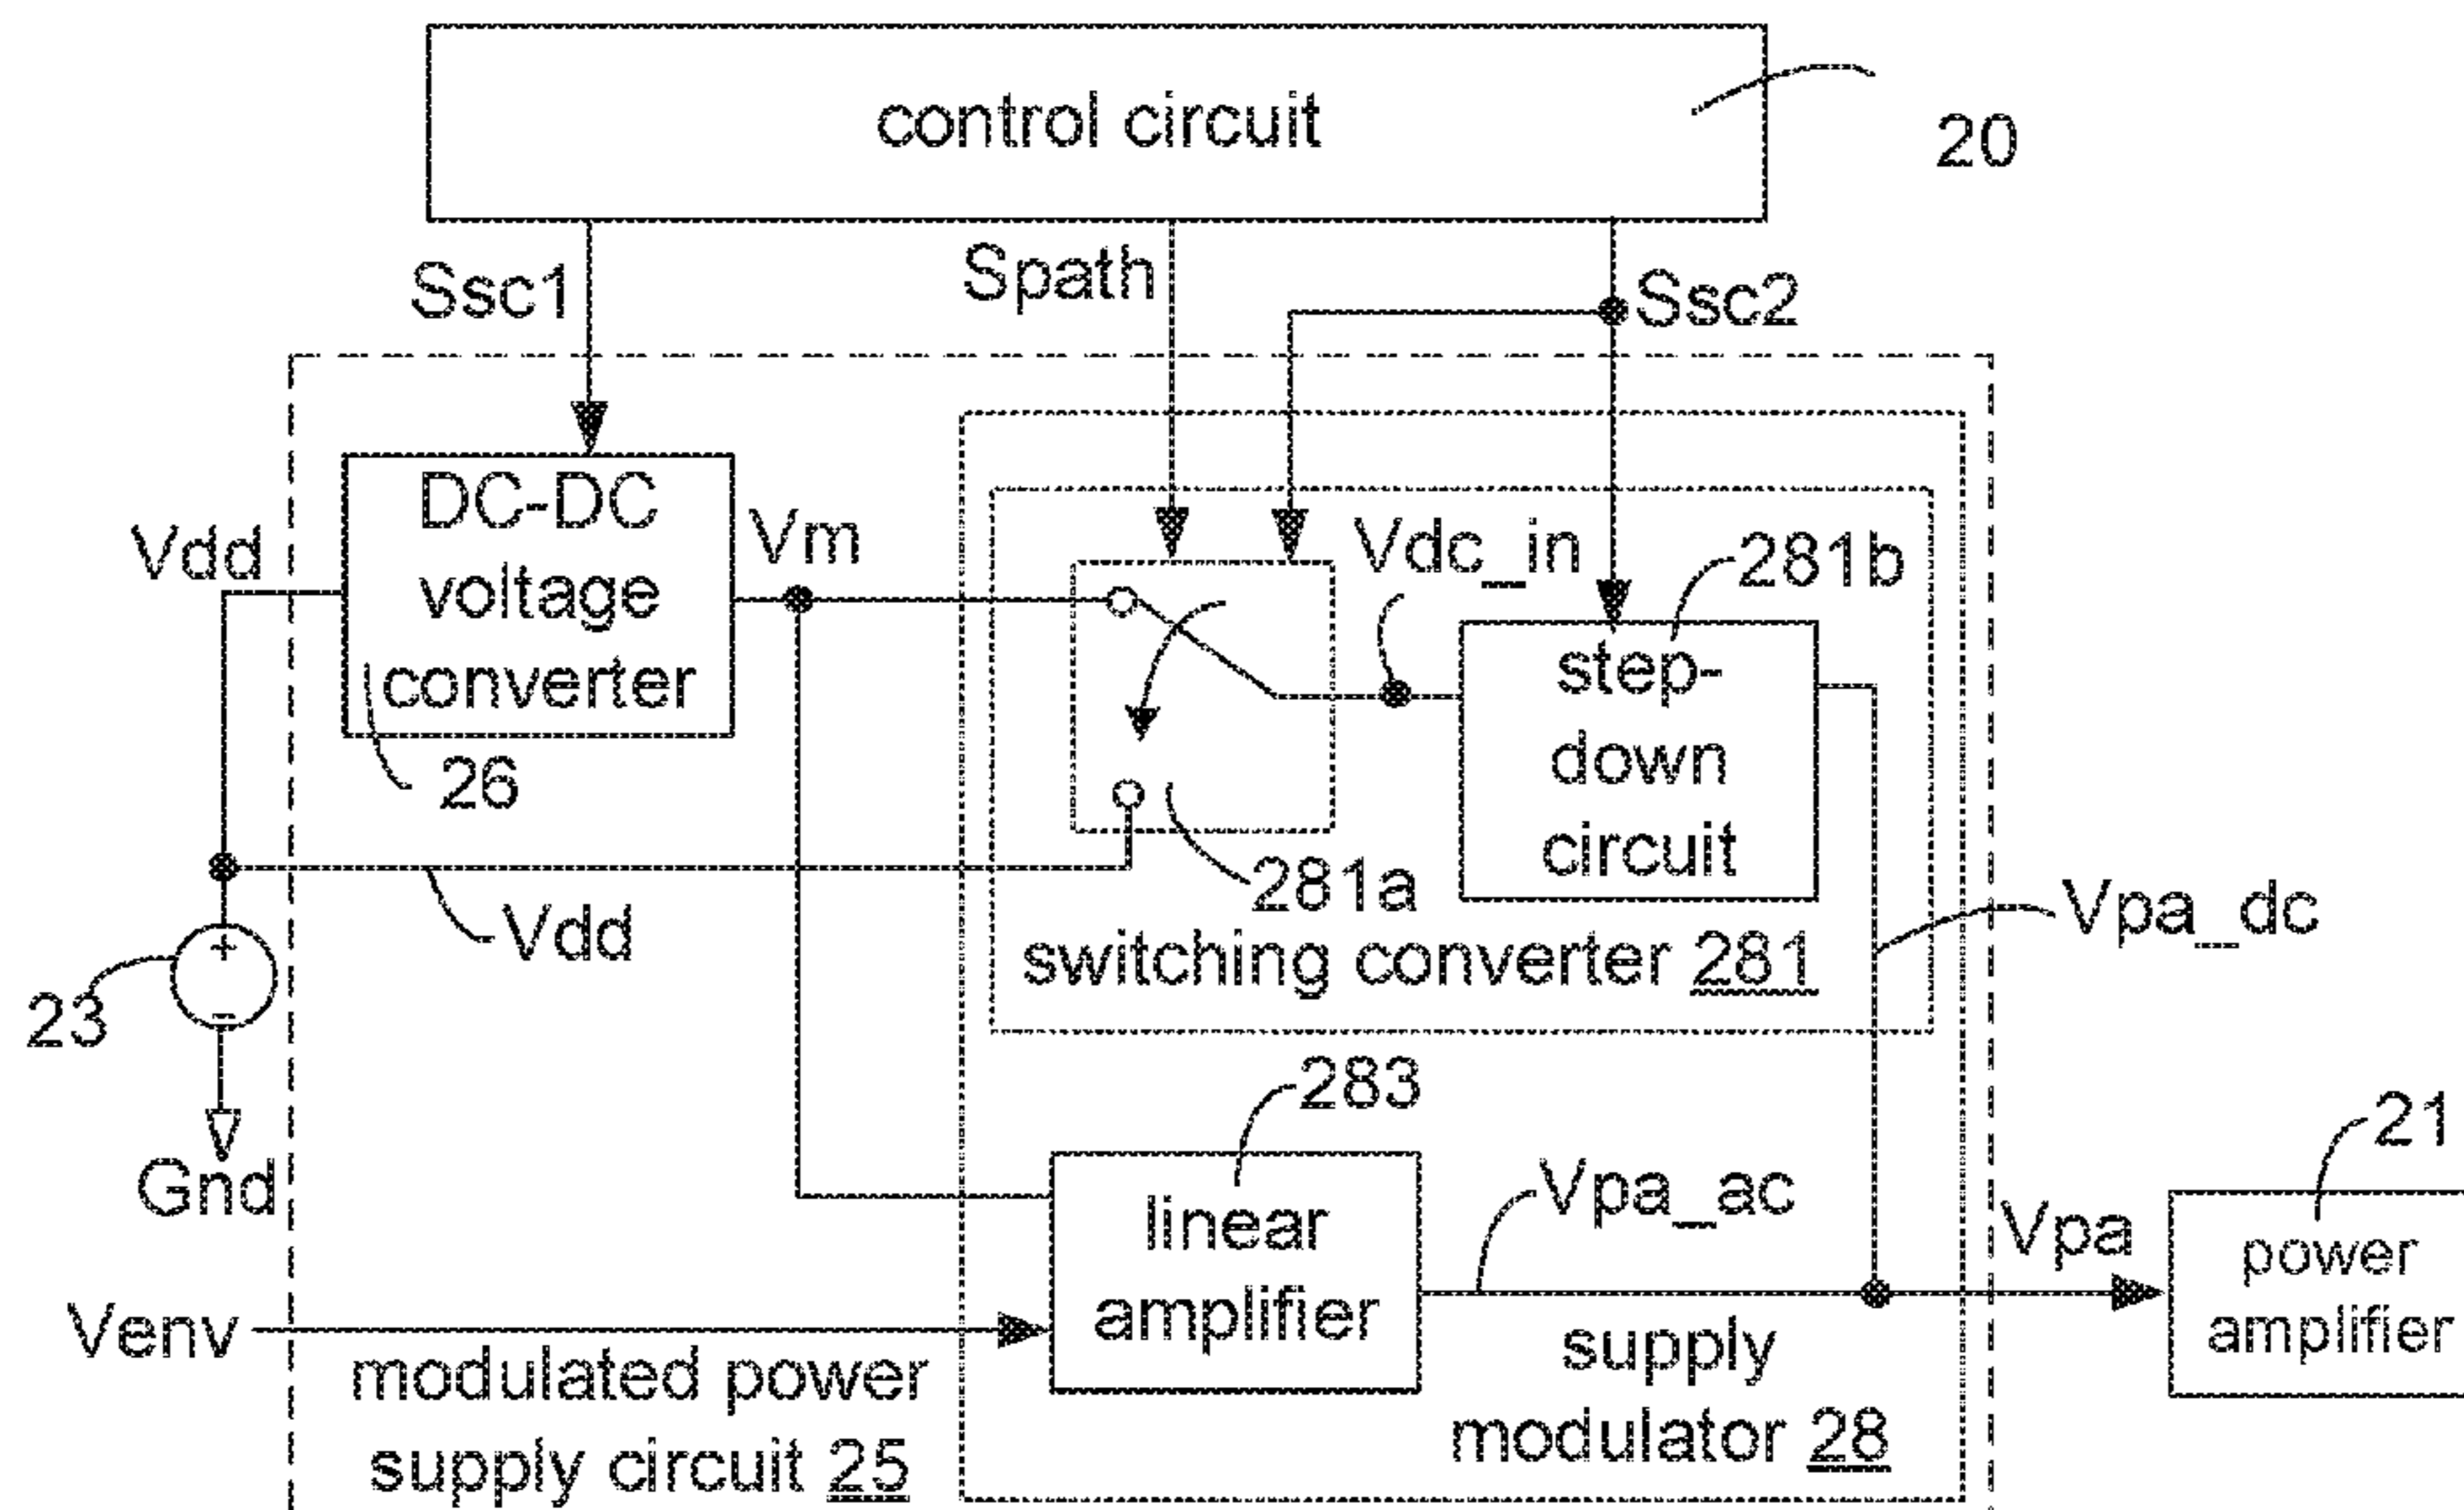 control circuit
20
Ssc1
Spath
Ssc2
Vdd
DC-DC
voltage
converter
26
Vm
Vdc_in
281b
step-
down
circuit
281a
Vdd
switching converter 281
Vpa_dc
+
-
23
Gnd
283
linear
amplifier
Vpa_ac
Vpa
21
power
amplifier
Venv
modulated power
supply circuit 25
supply
modulator 28